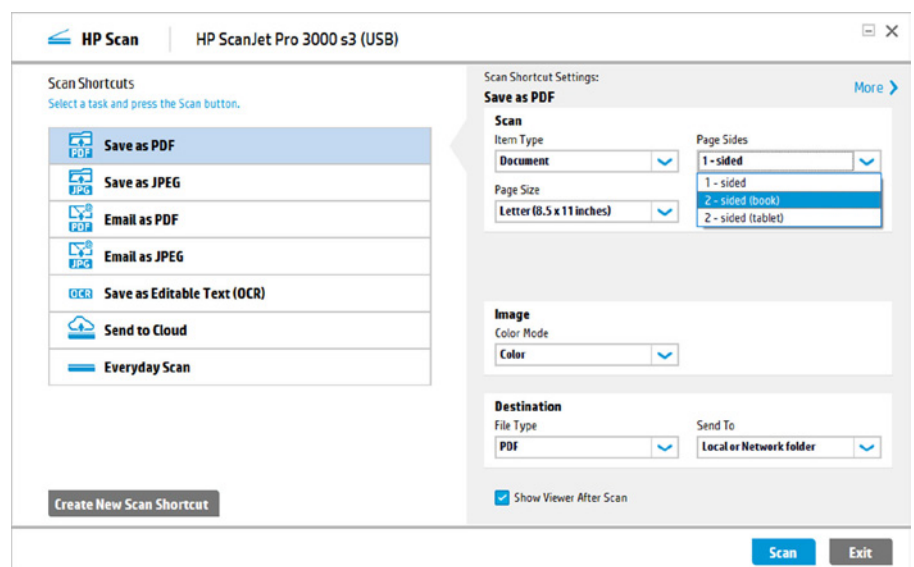 HP Scan
HP ScanJet Pro 3000 s3 (USB)
Scan Shortcuts
Select a task and press the Scan button.
PDF
Save as PDF
JPG
Save as JPEG
PDF
Email as PDF
JPG
Email as JPEG
OCR
Save as Editable Text (OCR)
Send to Cloud
Everyday Scan
Create New Scan Shortcut
Scan Shortcut Settings:
More
Save as PDF
Scan
Item Type
Document
Page Sides
1 - sided
1 - sided
2 - sided (book)
2 - sided (tablet)
Page Size
Letter (8.5 x 11 inches)
Image
Color Mode
Color
Destination
File Type
PDF
Send To
Local or Network folder
Show Viewer After Scan
Scan
Exit